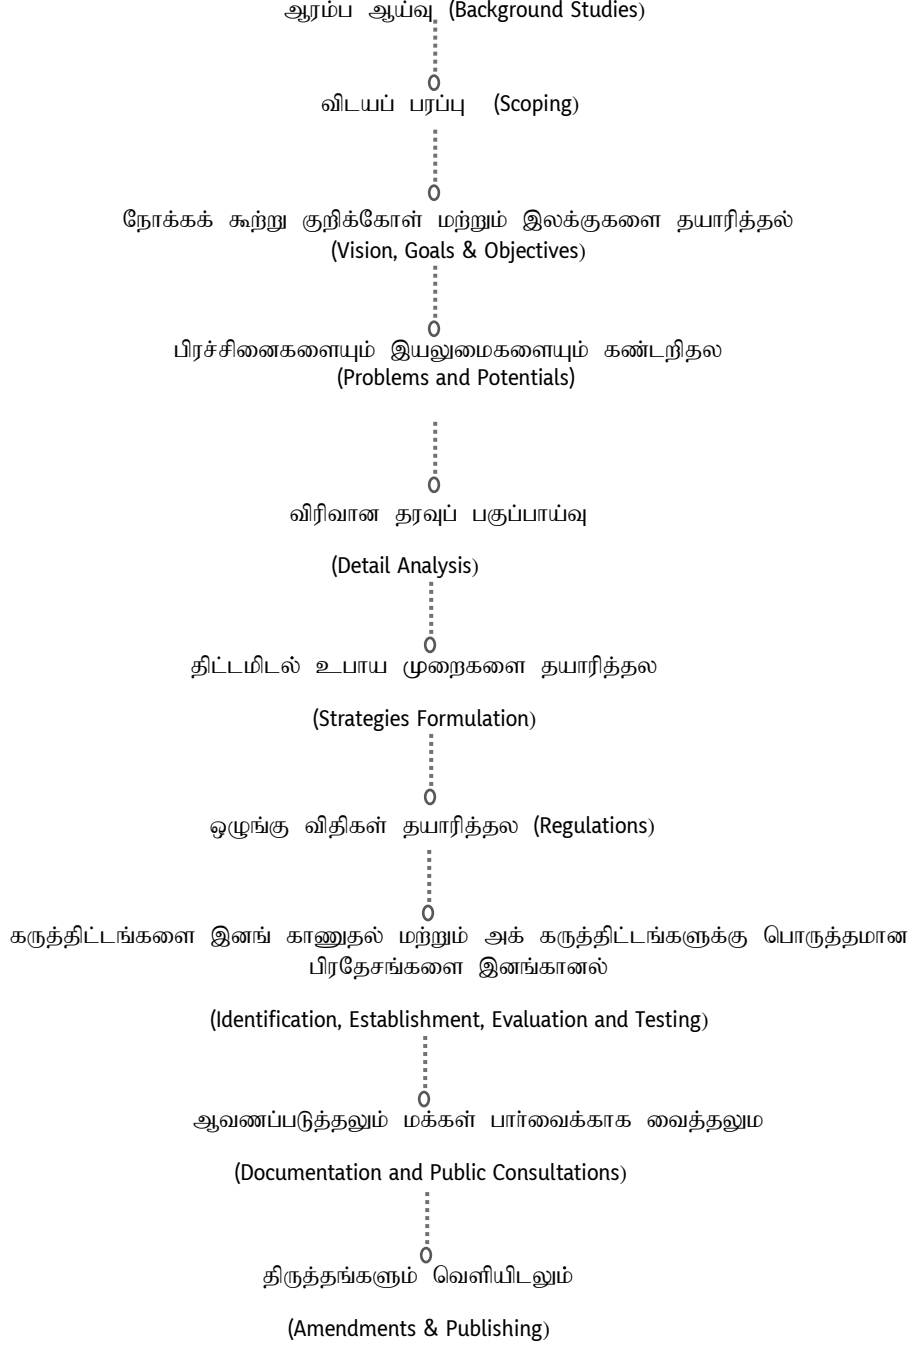 ஆரம்ப ஆய்வு (Background Studies)
விடயப் பரப்பு (Scoping)
நோக்கக் கூற்று குறிக்கோள் மற்றும் இலக்குகளை தயாரித்தல்
(Vision, Goals & Objectives)
பிரச்சினைகளையும் இயலுமைகளையும் கண்டறிதல
(Problems and Potentials)
விரிவான தரவுப் பகுப்பாய்வு
(Detail Analysis)
திட்டமிடல் உபாய முறைகளை தயாரித்தல
(Strategies Formulation)
ஒழுங்கு விதிகள் தயாரித்தல (Regulations)
கருத்திட்டங்களை இனங் காணுதல் மற்றும் அக் கருத்திட்டங்களுக்கு பொருத்தமான
பிரதேசங்களை இனங்கானல்
(Identification, Establishment, Evaluation and Testing)
ஆவணப்படுத்தலும் மக்கள் பார்வைக்காக வைத்தலும
(Documentation and Public Consultations)
திருத்தங்களும் வெளியிடலும்
(Amendments & Publishing)